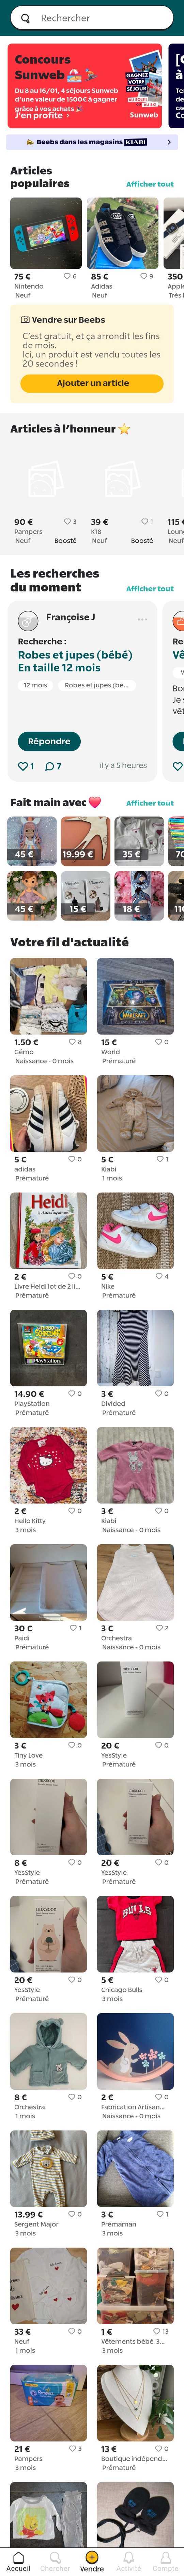 Rechercher
Concours
Sunweb
Du 8 au 16/01, 4 séjours Sunweb
d'une valeur de 1500€ à gagner
grâce à vos achats
J'en profite ›
GAGNEZ
VOTRE
SÉJOUR
Sunweb
Beebs dans les magasins KIABI
Articles
populaires
Afficher tout
75 € 6
Nintendo
Neuf
85 € 9
Adidas
Neuf
350
Apple
Très
Vendre sur Beebs
C'est gratuit, et ça arrondit les fins
de mois.
Ici, un produit est vendu toutes les
20 secondes !
Ajouter un article
Articles à l'honneur
90 € 3
Pampers
Neuf Boosté
39 € 1
K18
Neuf Boosté
115
Neuf
Les recherches
du moment
Afficher tout
Françoise J
Recherche :
Robes et jupes (bébé)
En taille 12 mois
12 mois Robes et jupes (bé...
Répondre
1 7 Il y a 5 heures
Fait main avec
Afficher tout
45 € 19.99 € 35 € 70
45 € 15 € 18 € 110
Votre fil d'actualité
1.50 € 8
Gémo
Naissance - 0 mois
15 € 0
World
Prématuré
5 € 0
adidas
Prématuré
5 € 1
Kiabi
1 mois
Heidi
2 € 0
Livre Heidi lot de 2 li...
Prématuré
5 € 4
Nike
Prématuré
PlayStation
14.90 € 0
PlayStation
Prématuré
3 € 0
Divided
Prématuré
2 € 0
Hello Kitty
3 mois
3 € 0
Kiabi
Naissance - 0 mois
30 € 1
Paidi
Prématuré
3 € 2
Orchestra
Naissance - 0 mois
3 € 0
Tiny Love
3 mois
20 € 0
YesStyle
Prématuré
8 € 0
YesStyle
Prématuré
20 € 0
YesStyle
Prématuré
20 € 0
YesStyle
Prématuré
BULLS
5 € 0
Chicago Bulls
3 mois
8 € 0
Orchestra
1 mois
2 € 0
Fabrication Artisan...
Naissance - 0 mois
13.99 € 0
Sergent Major
3 mois
3 € 1
Prémaman
3 mois
33 € 0
Neuf
1 mois
1 € 13
Vêtements bébé 3...
3 mois
21 € 3
Pampers
3 mois
13 € 0
Boutique indépend...
Prématuré
Accueil Chercher Vendre Activité Compte